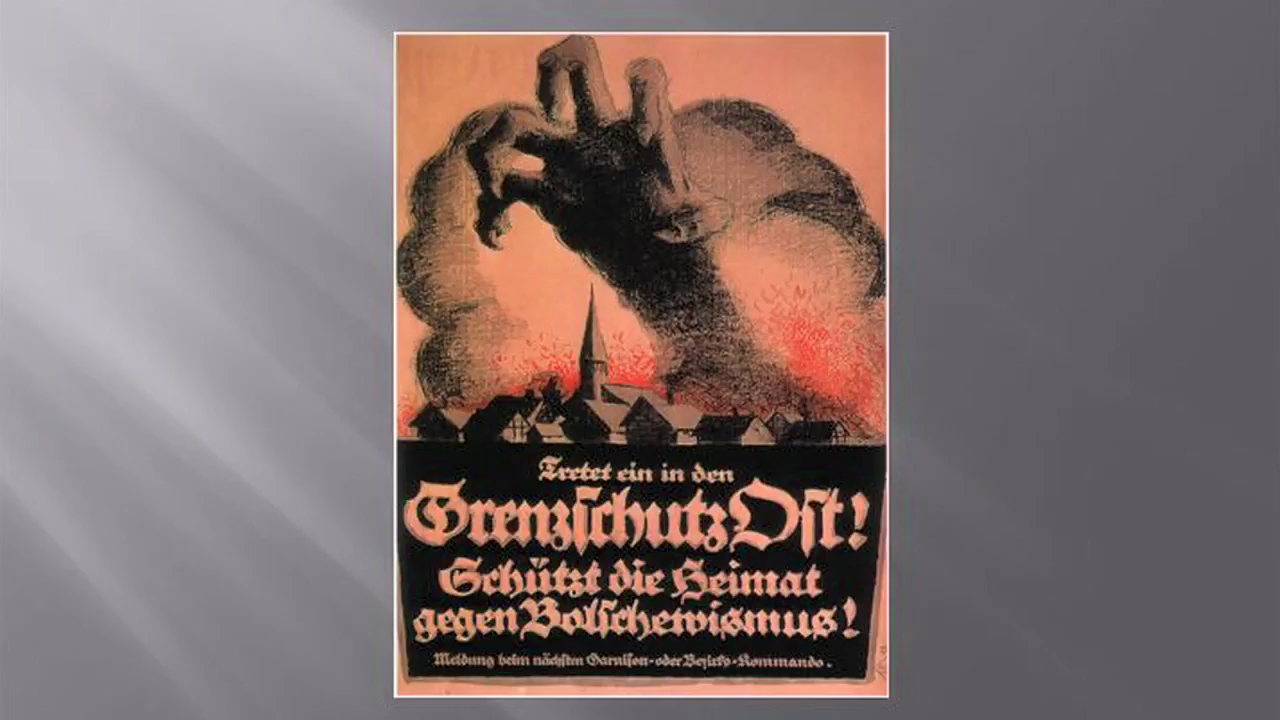 Tretet ein in den
Grenzschutz Ost!
Schützt die Heimat
gegen Bolschewismus!
Meldung beim nächsten Garnison- oder Bezirks-Kommando.